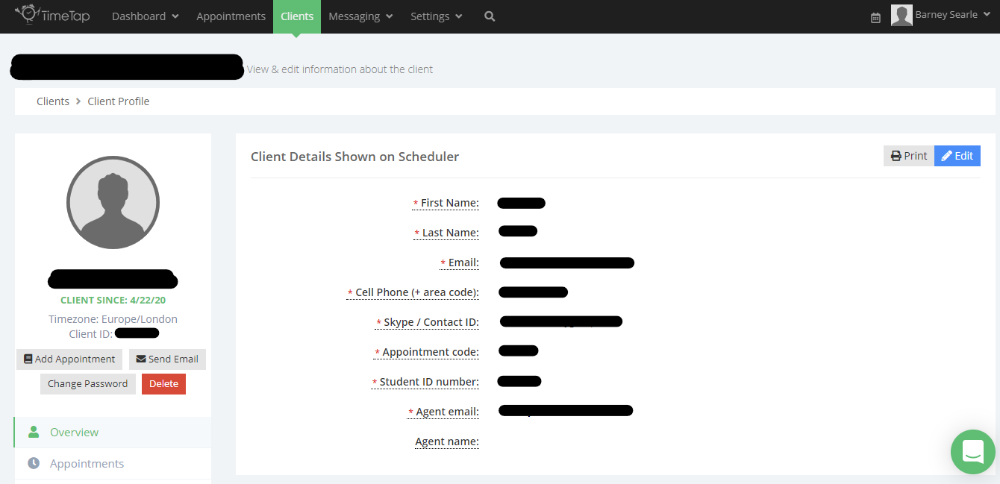 TimeTap Dashboard Appointments Clients Messaging Settings Barney Searle
View & edit information about the client
Clients > Client Profile
Client Details Shown on Scheduler Print Edit
* First Name:
* Last Name:
* Email:
* Cell Phone (+ area code):
* Skype / Contact ID:
* Appointment code:
* Student ID number:
* Agent email:
Agent name:
CLIENT SINCE: 4/22/20
Timezone: Europe/London
Client ID:
Add Appointment Send Email
Change Password Delete
Overview
Appointments